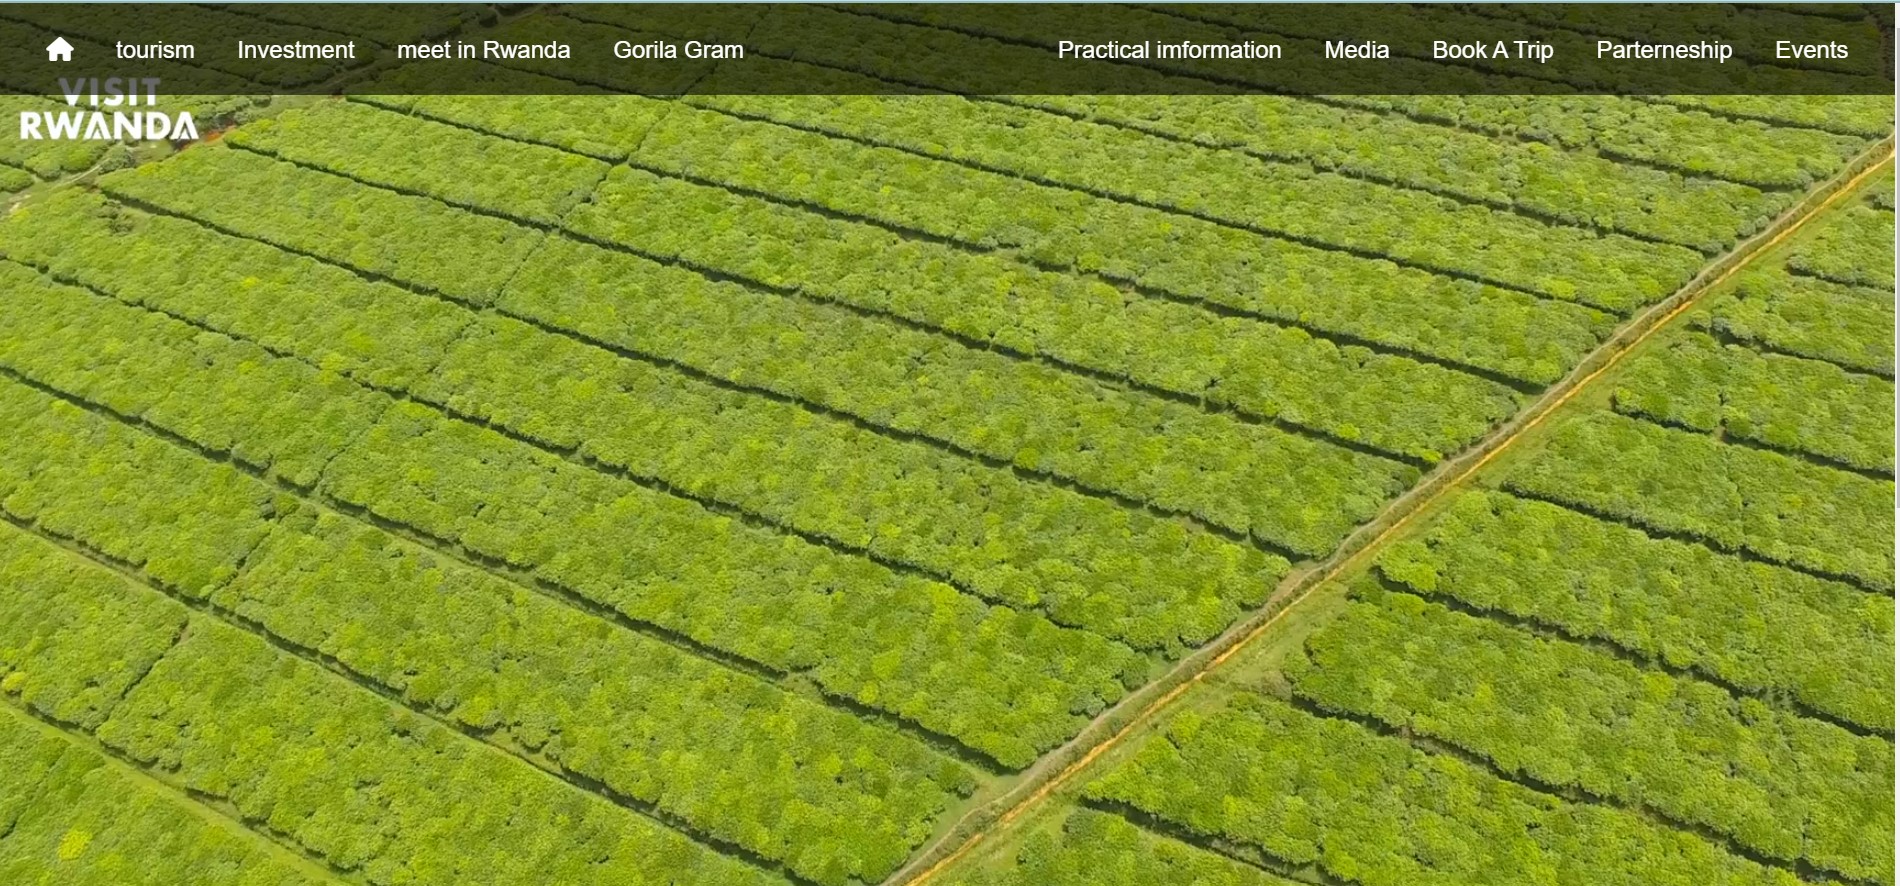 tourism Investment meet in Rwanda Gorila Gram Practical imformation Media Book A Trip Parterneship Events
VISIT
RWANDA